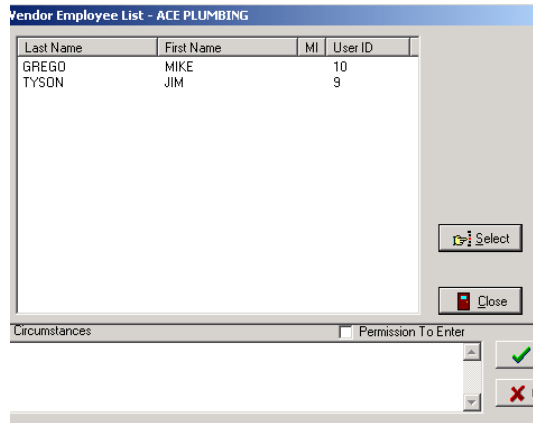 Vendor Employee List - ACE PLUMBING
Last Name First Name MI User ID
GREGO MIKE 10
TYSON JIM 9
Select
Close
Circumstances Permission To Enter